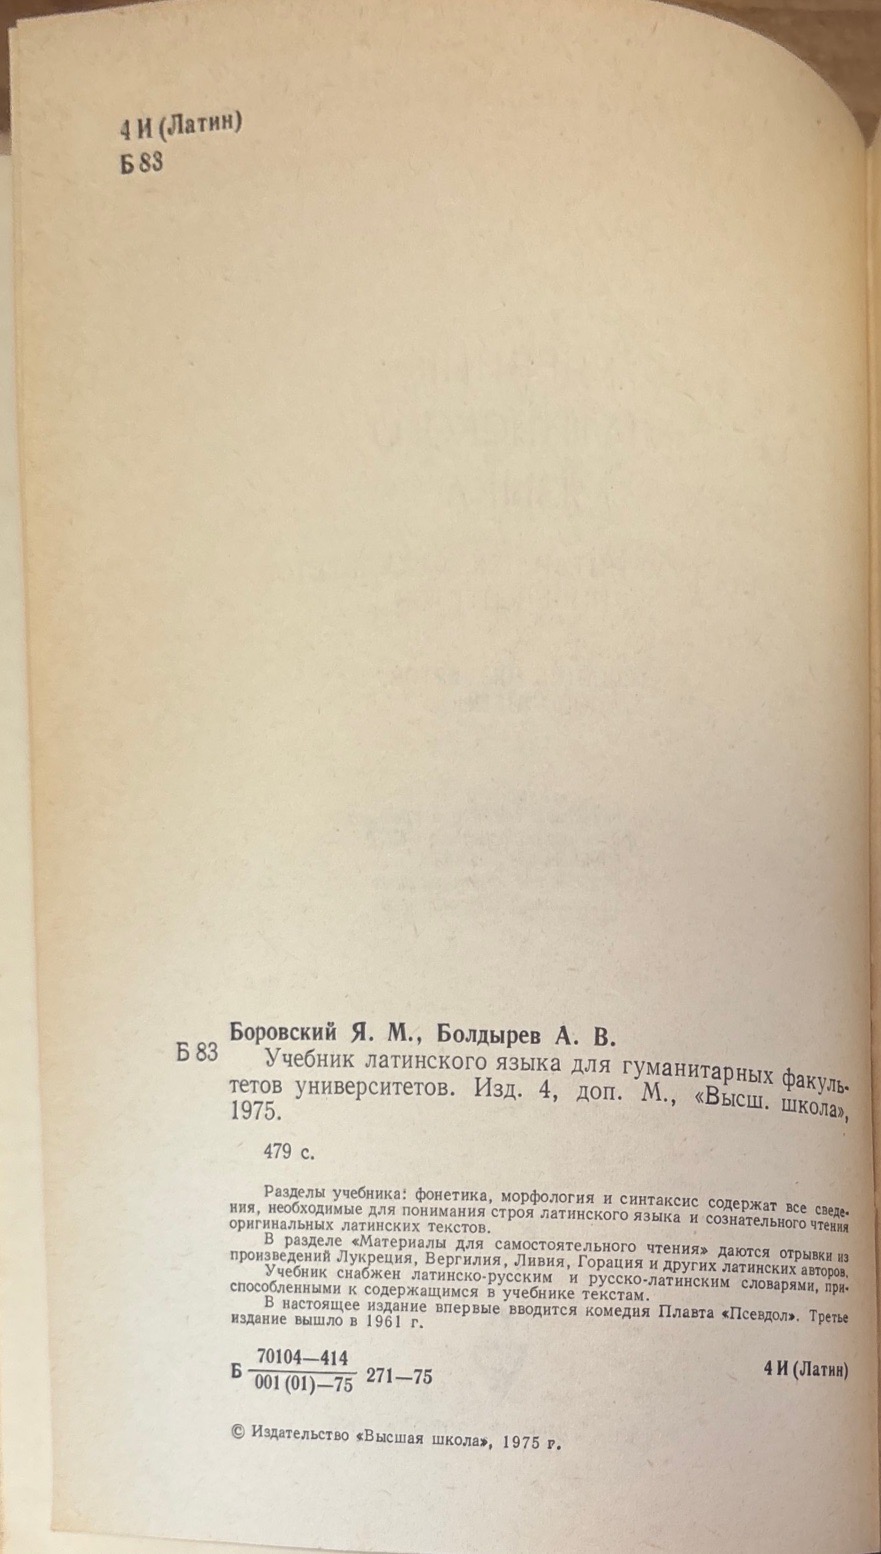 4 И (Латин)
Б 83
Боровский Я. М., Болдырев А. В.
Б 83
Учебник латинского языка для гуманитарных факуль-
тетов университетов. Изд. 4, доп. М., «Высш. школа»,
1975.
479 с.
Разделы учебника: фонетика, морфология и синтаксис содержат все сведе-
ния, необходимые для понимания строя латинского языка и сознательного чтения
оригинальных латинских текстов.
В разделе «Материалы для самостоятельного чтения» даются отрывки из
произведений Лукреция, Вергилия, Ливия, Горация и других латинских авторов.
Учебник снабжен латинско-русским и русско-латинским словарями, при-
способленными к содержащимся в учебнике текстам.
В настоящее издание впервые вводится комедия Плавта «Псевдол». Третье
издание вышло в 1961 г.
70104—414
Б 271—75
001 (01)—75
4 И (Латин)
© Издательство «Высшая школа», 1975 г.